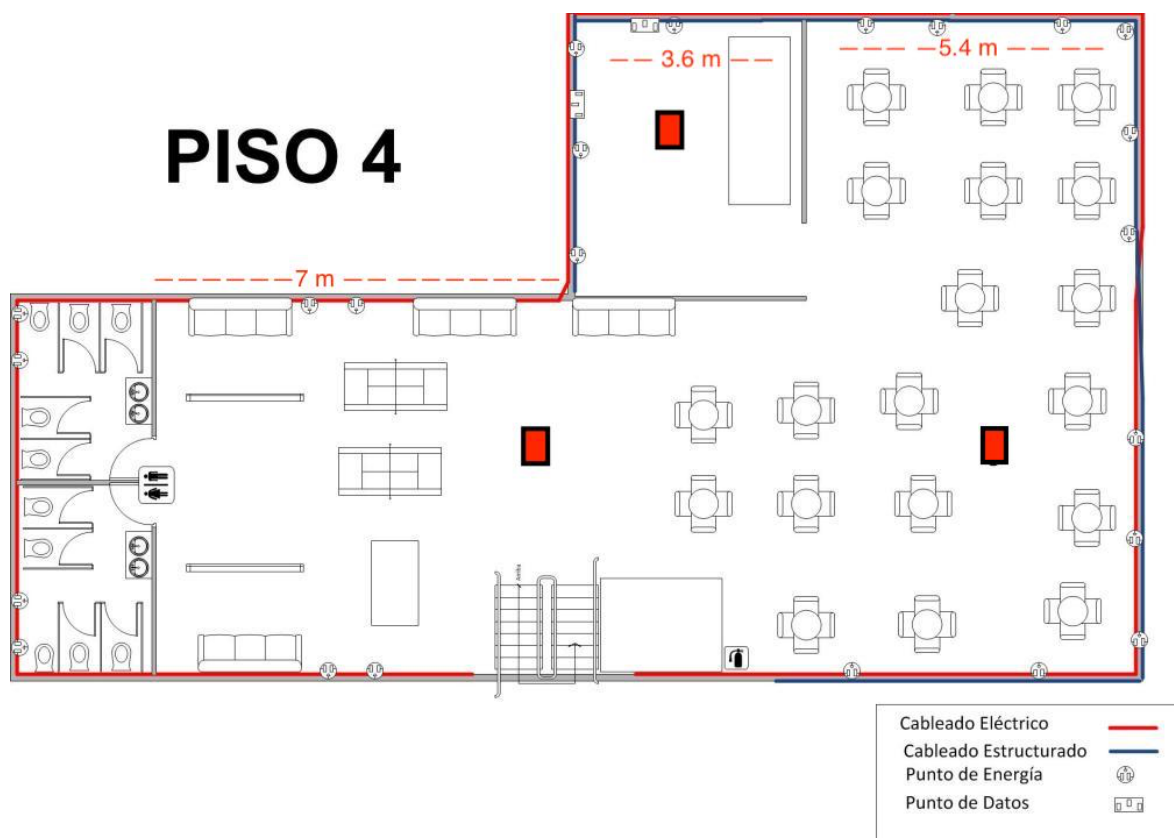 3.6 m
5.4 m
PISO 4
7 m
Cableado Eléctrico
Cableado Estructurado
Punto de Energía
Punto de Datos